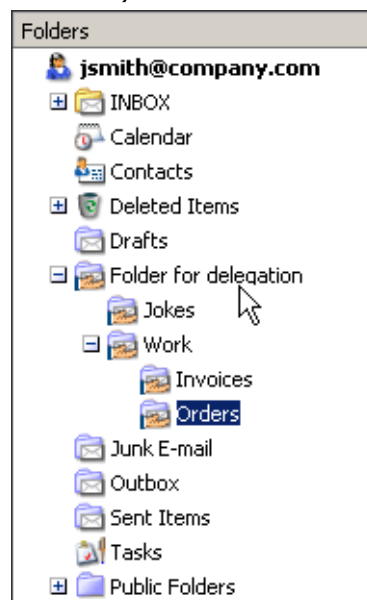 Folders
jsmith@company.com
INBOX
Calendar
Contacts
Deleted Items
Drafts
Folder for delegation
Jokes
Work
Invoices
Orders
Junk E-mail
Outbox
Sent Items
Tasks
Public Folders